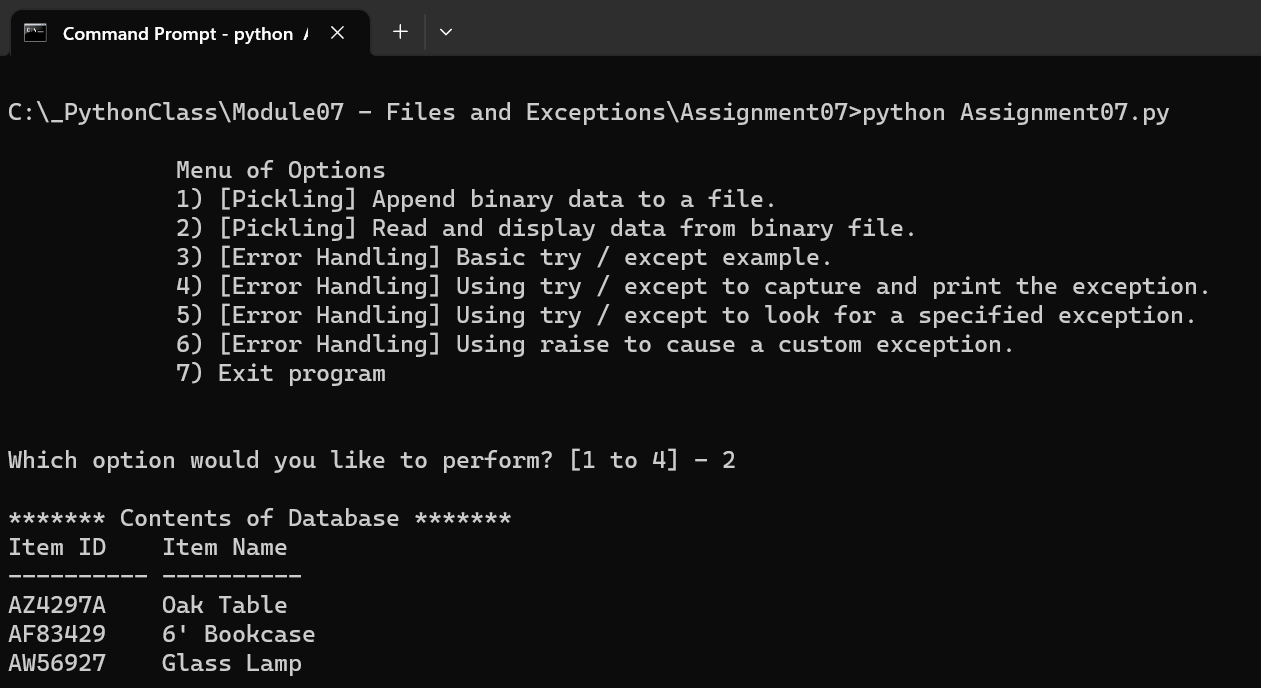 Command Prompt - python
C:\_PythonClass\Module07 - Files and Exceptions\Assignment07>python Assignment07.py
Menu of Options
1) [Pickling] Append binary data to a file.
2) [Pickling] Read and display data from binary file.
3) [Error Handling] Basic try / except example.
4) [Error Handling] Using try / except to capture and print the exception.
5) [Error Handling] Using try / except to look for a specified exception.
6) [Error Handling] Using raise to cause a custom exception.
7) Exit program
Which option would you like to perform? [1 to 4] - 2
******* Contents of Database *******
Item ID    Item Name
---------- ----------
AZ4297A    Oak Table
AF83429    6' Bookcase
AW56927    Glass Lamp